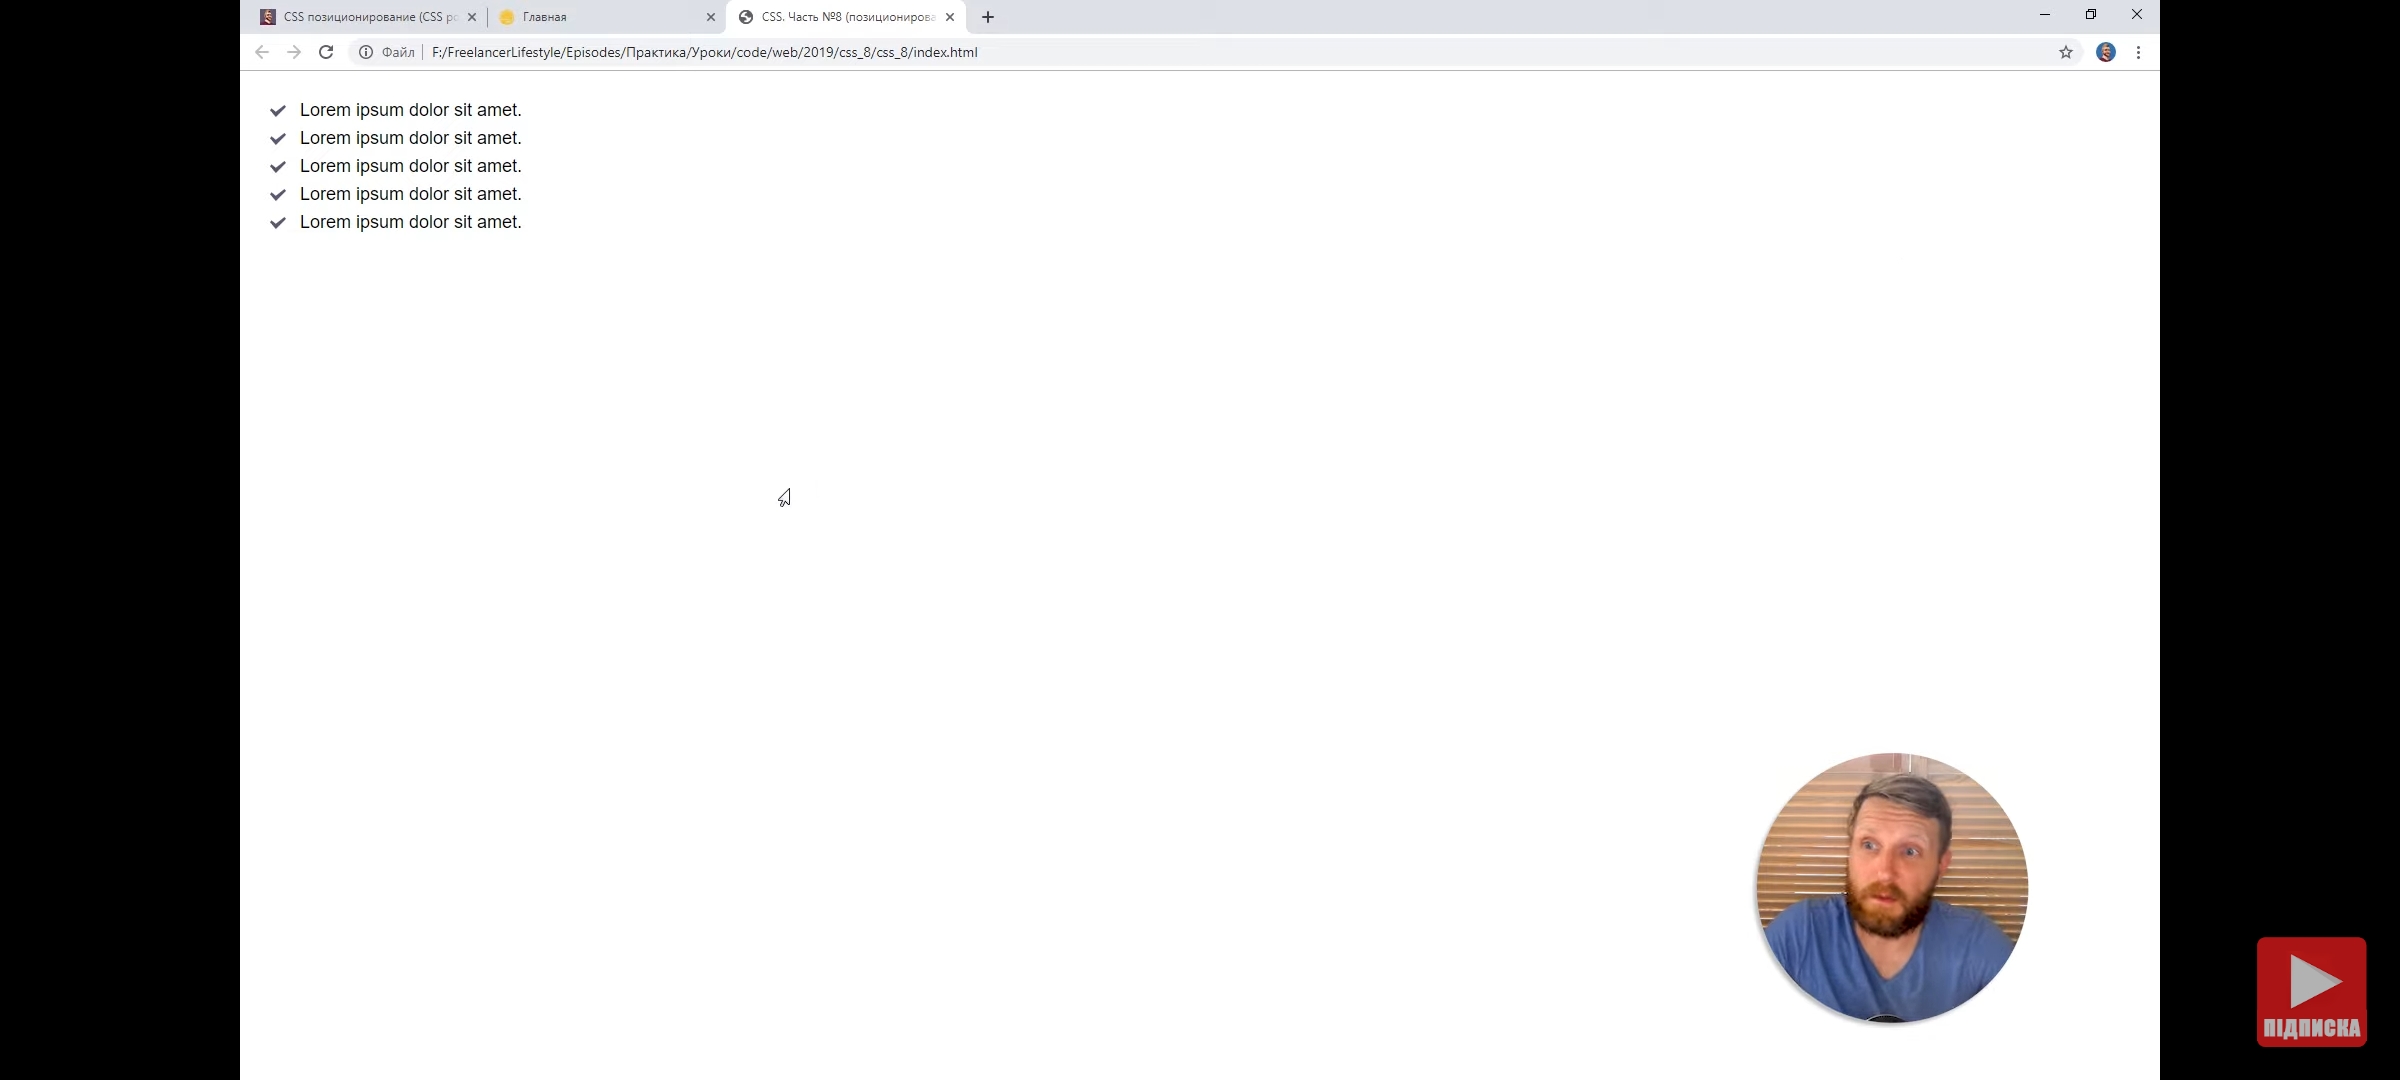 CSS позиционирование (CSS po
Главная
CSS. Часть №8 (позиционирова
Файл
F:/FreelancerLifestyle/Episodes/Практика/Уроки/code/web/2019/css_8/css_8/index.html
Lorem ipsum dolor sit amet.
Lorem ipsum dolor sit amet.
Lorem ipsum dolor sit amet.
Lorem ipsum dolor sit amet.
Lorem ipsum dolor sit amet.
ПІДПИСКА